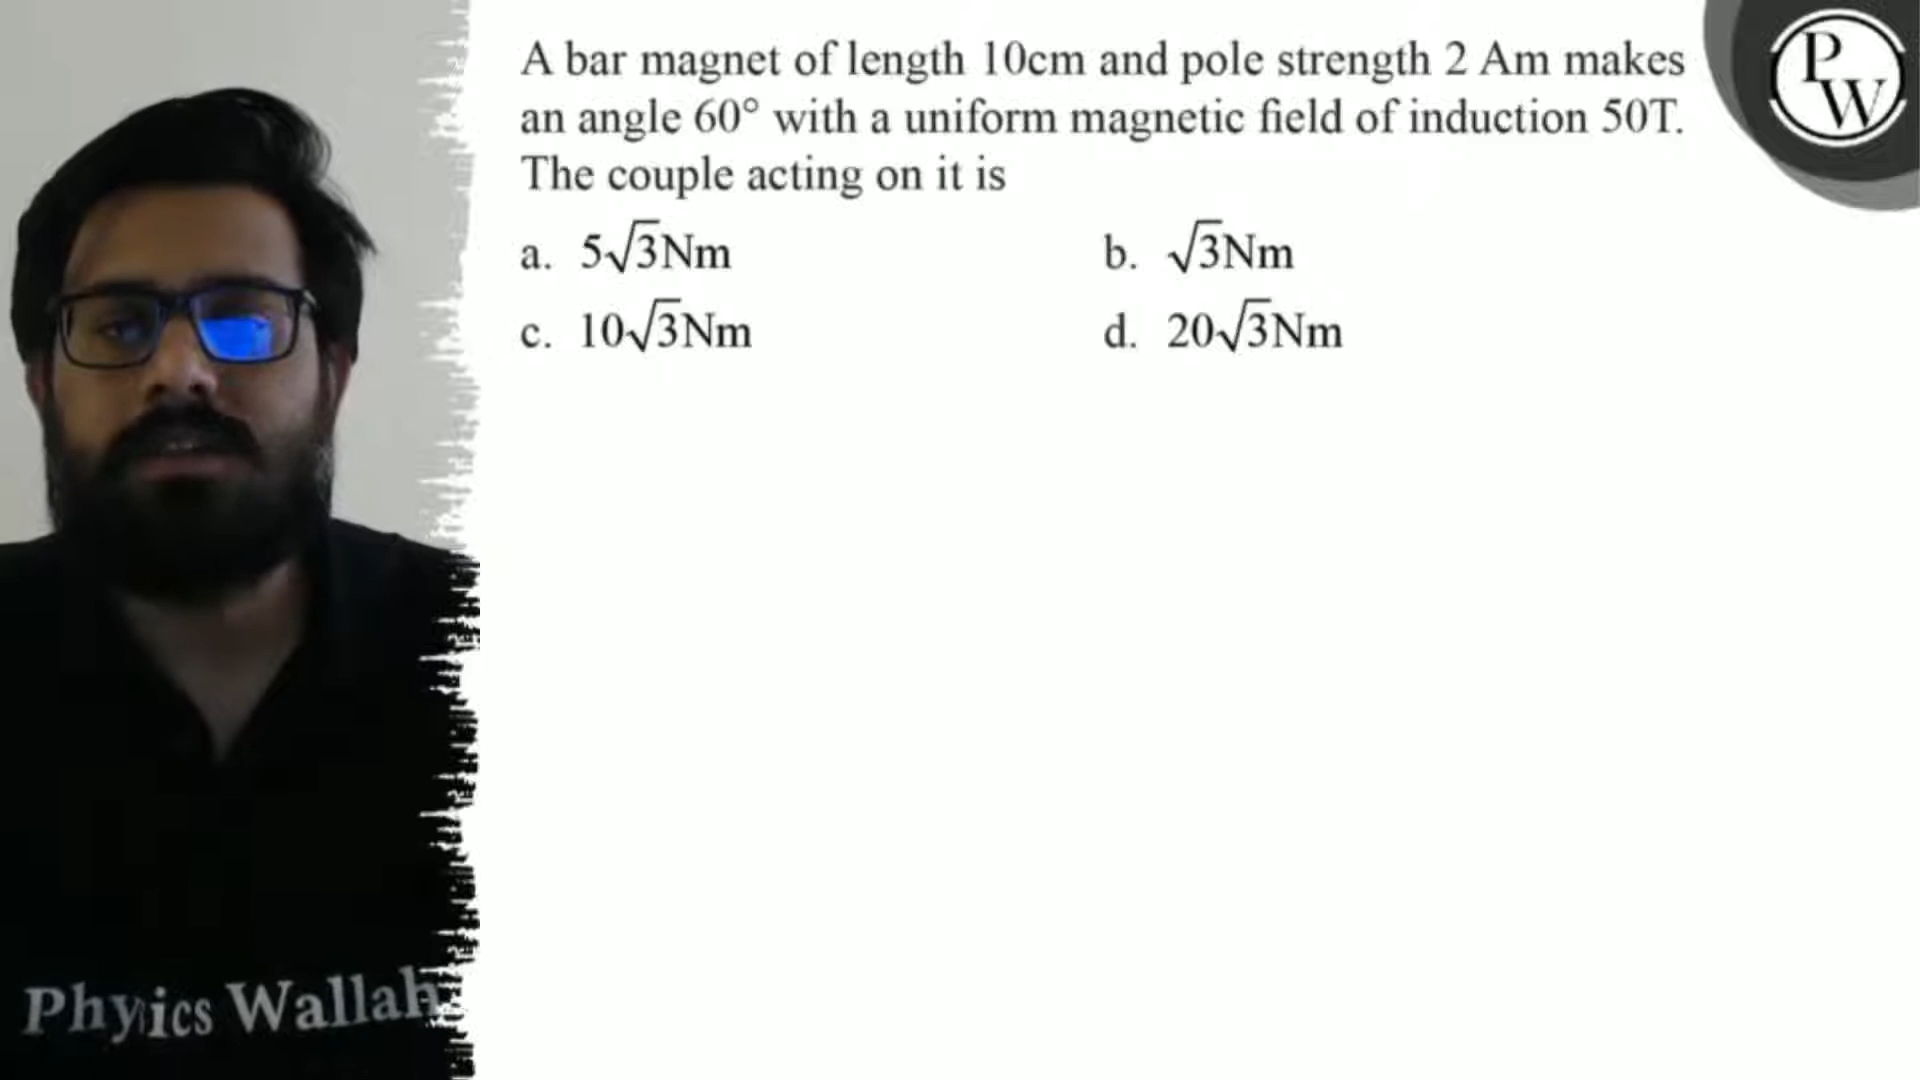 A bar magnet of length 10cm and pole strength 2 Am makes
an angle 60° with a uniform magnetic field of induction 50T.
The couple acting on it is
a. 5√3Nm b. √3Nm
c. 10√3Nm d. 20√3Nm
P
W
Physics Wallah